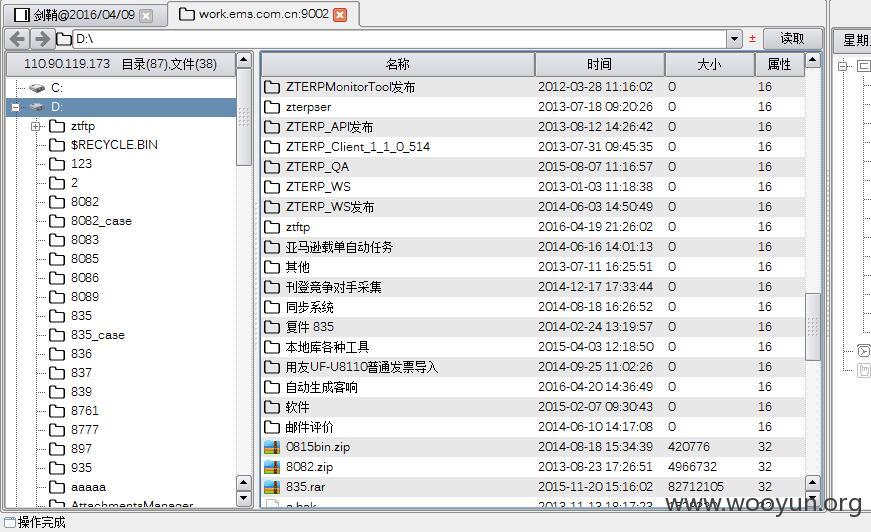 剑鞘@2016/04/09 work.ems.com.cn:9002
D:\ ± 读取 星期
110.90.119.173 目录(87).文件(38) 名称 时间 大小 属性
C: ZTERPMonitorTool发布 2012-03-28 11:16:02 0 16
D: zterpser 2013-07-18 09:20:26 0 16
ztftp ZTERP_API发布 2013-08-12 14:26:42 0 16
$RECYCLE.BIN ZTERP_Client_1_1_0_514 2013-07-31 09:45:35 0 16
123 ZTERP_QA 2015-08-07 11:16:57 0 16
2 ZTERP_WS 2013-01-03 11:18:38 0 16
8082 ZTERP_WS发布 2014-06-03 14:50:49 0 16
8082_case ztftp 2016-04-19 21:26:02 0 16
8083 亚马逊载单自动任务 2014-06-16 14:01:13 0 16
8085 其他 2013-07-11 16:25:51 0 16
8086 刊登竞争对手采集 2014-12-17 17:33:44 0 16
8089 同步系统 2014-08-18 16:26:52 0 16
835 复件 835 2014-02-24 13:19:57 0 16
835_case 本地库各种工具 2015-04-03 12:18:50 0 16
836 用友UF-U8110普通发票导入 2014-09-25 11:02:26 0 16
837 自动生成客响 2016-04-20 14:36:49 0 16
839 软件 2015-02-07 09:30:43 0 16
8761 邮件评价 2014-06-10 14:17:08 0 16
8777 0815bin.zip 2014-08-18 15:34:39 420776 32
897 8082.zip 2013-08-23 17:26:51 4966732 32
935 835.rar 2015-11-20 15:16:02 82712105 32
aaaaa a.bak 2013-11-13 18:17:23
AttachmentsManager
www.wooyun.org
操作完成